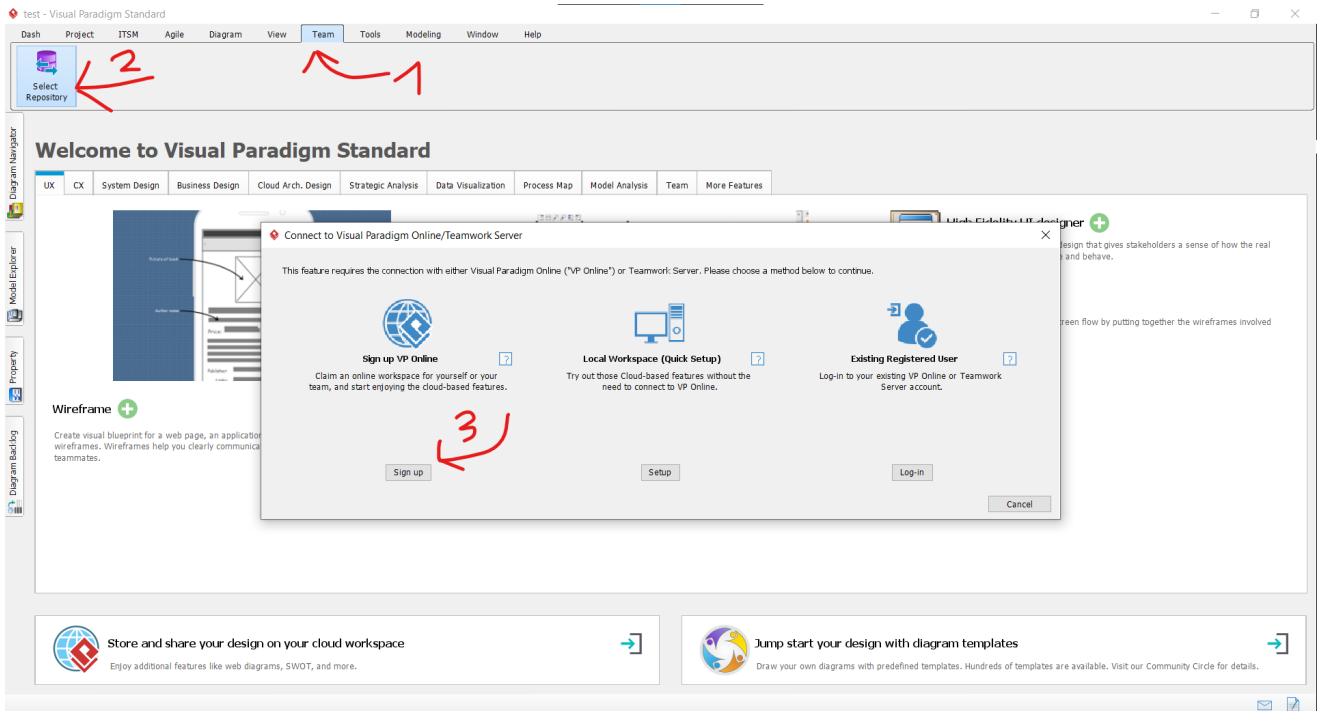 test - Visual Paradigm Standard
Dash Project ITSM Agile Diagram View Team Tools Modeling Window Help
2
1
Select
Repository
Diagram Navigator
Model Explorer
Property
Diagram Backlog
Welcome to Visual Paradigm Standard
UX CX System Design Business Design Cloud Arch. Design Strategic Analysis Data Visualization Process Map Model Analysis Team More Features
High Fidelity UI designer
design that gives stakeholders a sense of how the real
and behave.
screen flow by putting together the wireframes involved
Picture of book
Author name
Price:
Publisher
Wireframe
Create visual blueprint for a web page, an application
wireframes. Wireframes help you clearly communica
teammates.
Connect to Visual Paradigm Online/Teamwork Server
This feature requires the connection with either Visual Paradigm Online ("VP Online") or Teamwork Server. Please choose a method below to continue.
Sign up VP Online ?
Claim an online workspace for yourself or your
team, and start enjoying the cloud-based features.
3
Sign up
Local Workspace (Quick Setup) ?
Try out those Cloud-based features without the
need to connect to VP Online.
Setup
Existing Registered User ?
Log-in to your existing VP Online or Teamwork
Server account.
Log-in
Cancel
Store and share your design on your cloud workspace
Enjoy additional features like web diagrams, SWOT, and more.
Jump start your design with diagram templates
Draw your own diagrams with predefined templates. Hundreds of templates are available. Visit our Community Circle for details.